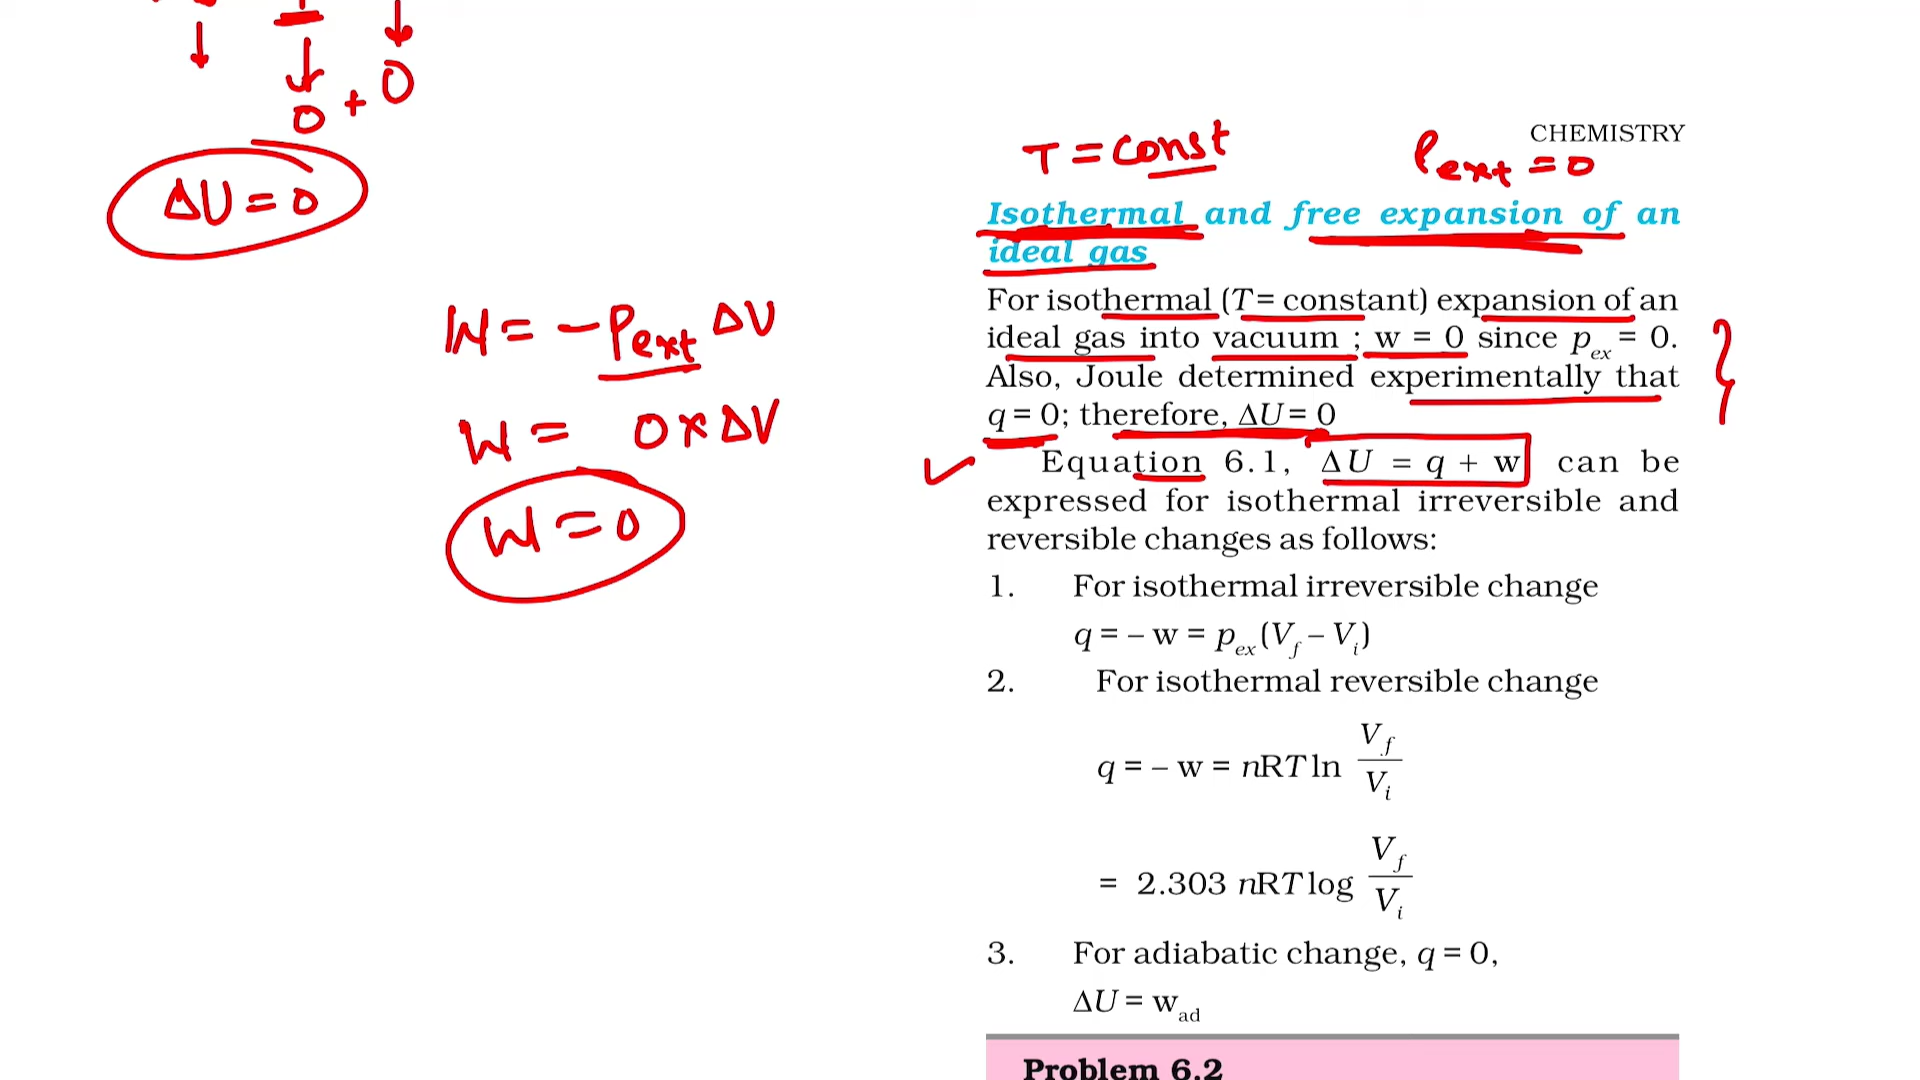 0 + 0
ΔU = 0
W = -Pext ΔU
W = 0 x ΔV
W = 0
CHEMISTRY
T = const
Pext = 0
Isothermal and free expansion of an
ideal gas
For isothermal (T = constant) expansion of an
ideal gas into vacuum ; w = 0 since pex = 0.
Also, Joule determined experimentally that
q = 0; therefore, ΔU = 0
Equation 6.1, ΔU = q + w can be
expressed for isothermal irreversible and
reversible changes as follows:
1. For isothermal irreversible change
q = – w = pex (Vf – Vi)
2. For isothermal reversible change
q = – w = nRT ln Vf/Vi
= 2.303 nRT log Vf/Vi
3. For adiabatic change, q = 0,
ΔU = wad
Problem 6.2